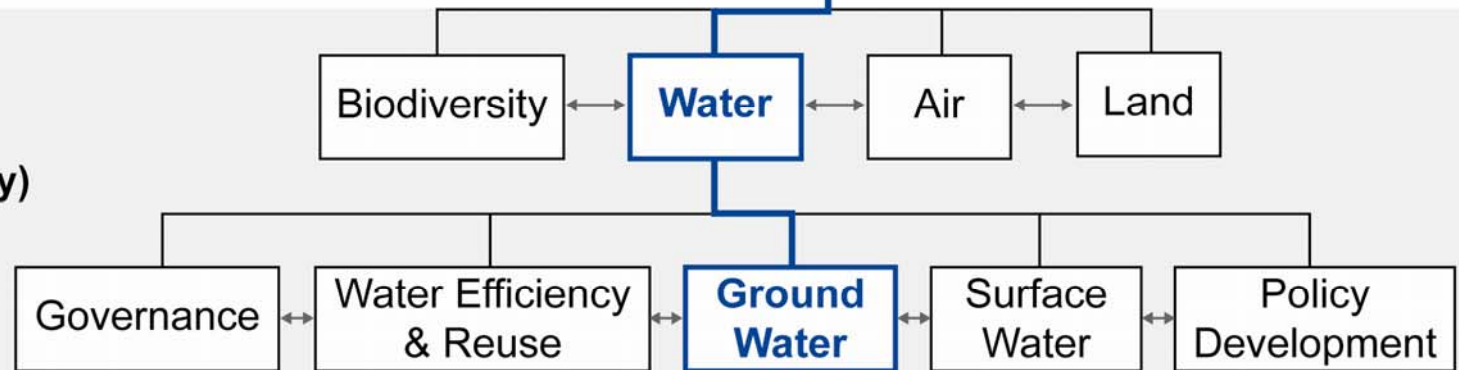 Biodiversity
Water
Air
Land
y)
Governance
Water Efficiency
& Reuse
Ground
Water
Surface
Water
Policy
Development